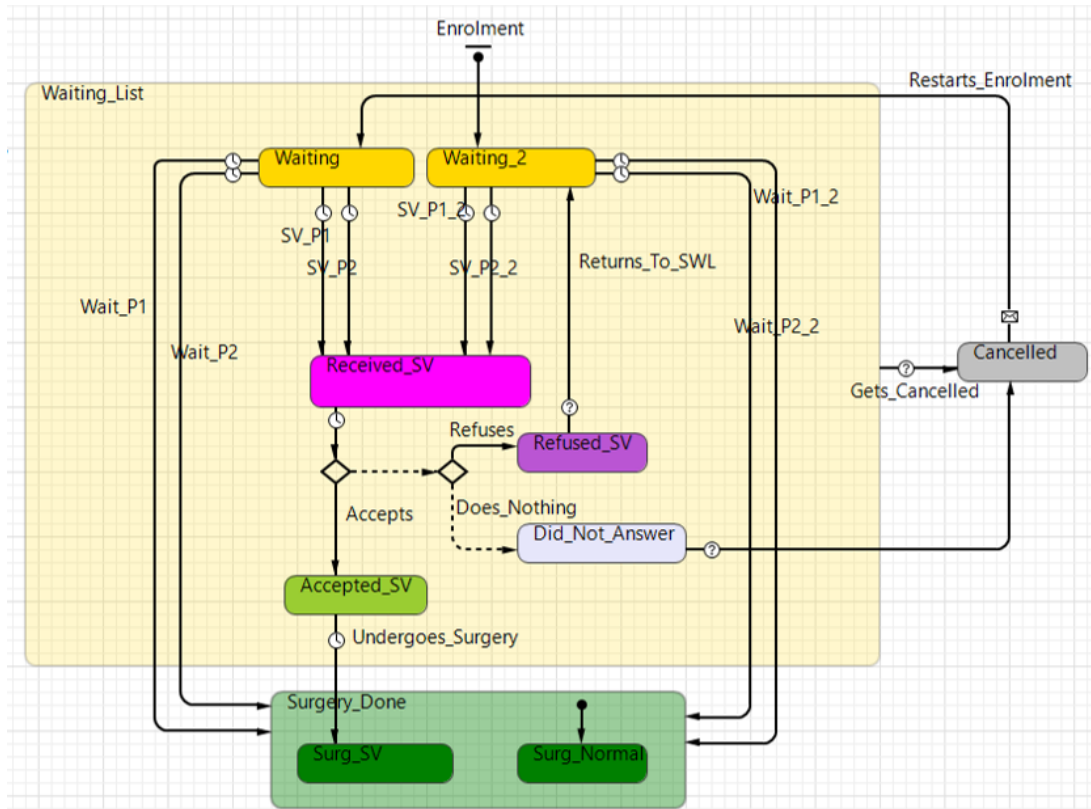 Enrolment
Restarts_Enrolment
Waiting_List
Waiting
Waiting_2
Wait_P1_2
SV_P1_2
SV_P1
SV_P2
SV_P2_2
Returns_To_SWL
Wait_P1
Wait_P2_2
Wait_P2
Cancelled
Received_SV
Gets_Cancelled
Refuses
Refused_SV
Does_Nothing
Accepts
Did_Not_Answer
Accepted_SV
Undergoes_Surgery
Surgery_Done
Surg_SV
Surg_Normal